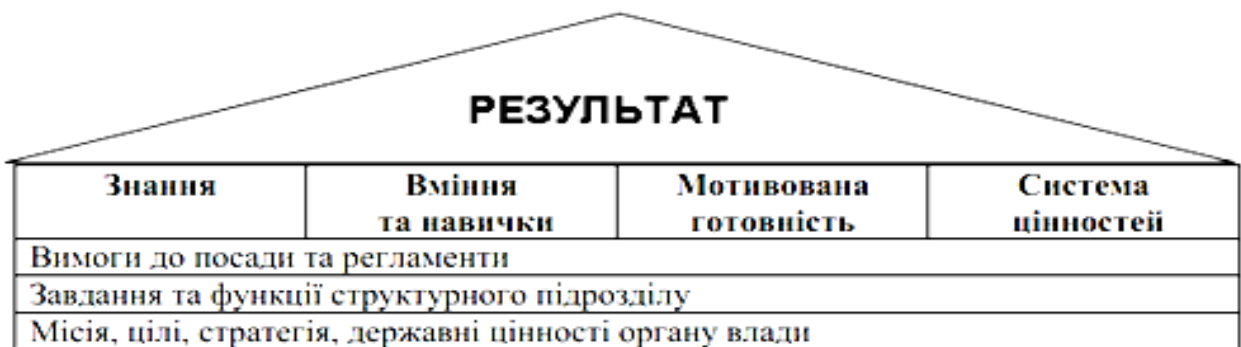 РЕЗУЛЬТАТ
Знання
Вміння
та навички
Мотивована
готовність
Система
цінностей
Вимоги до посади та регламенти
Завдання та функції структурного підрозділу
Місія, цілі, стратегія, державні цінності органу влади